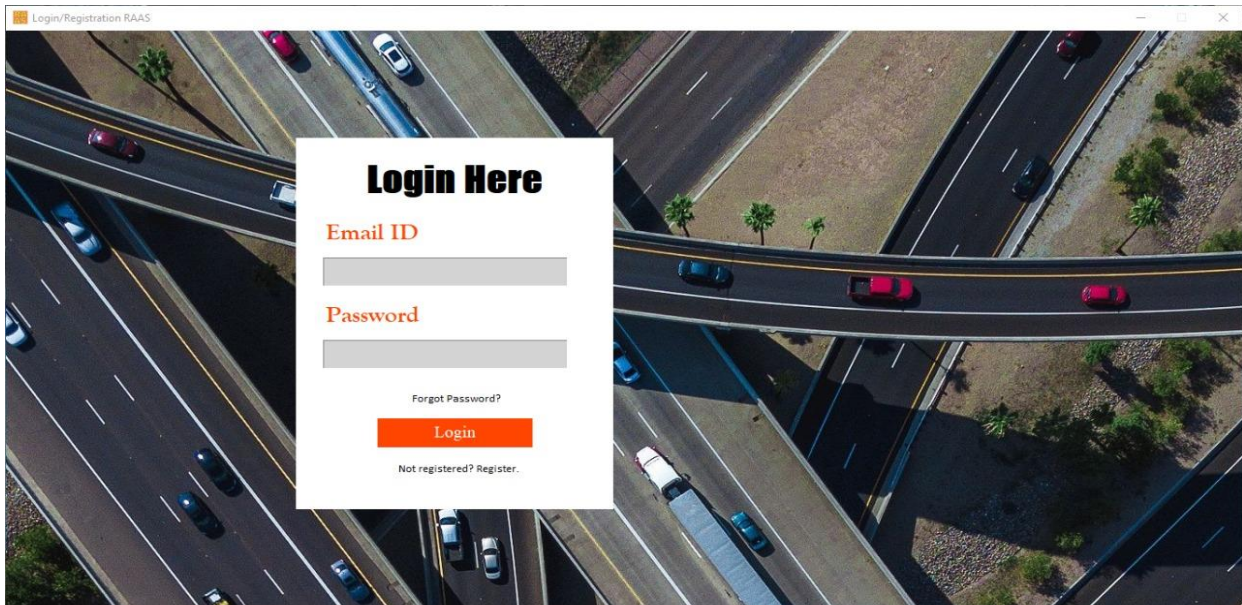 Login/Registration RAAS
Login Here
Email ID
Password
Forgot Password?
Login
Not registered? Register.